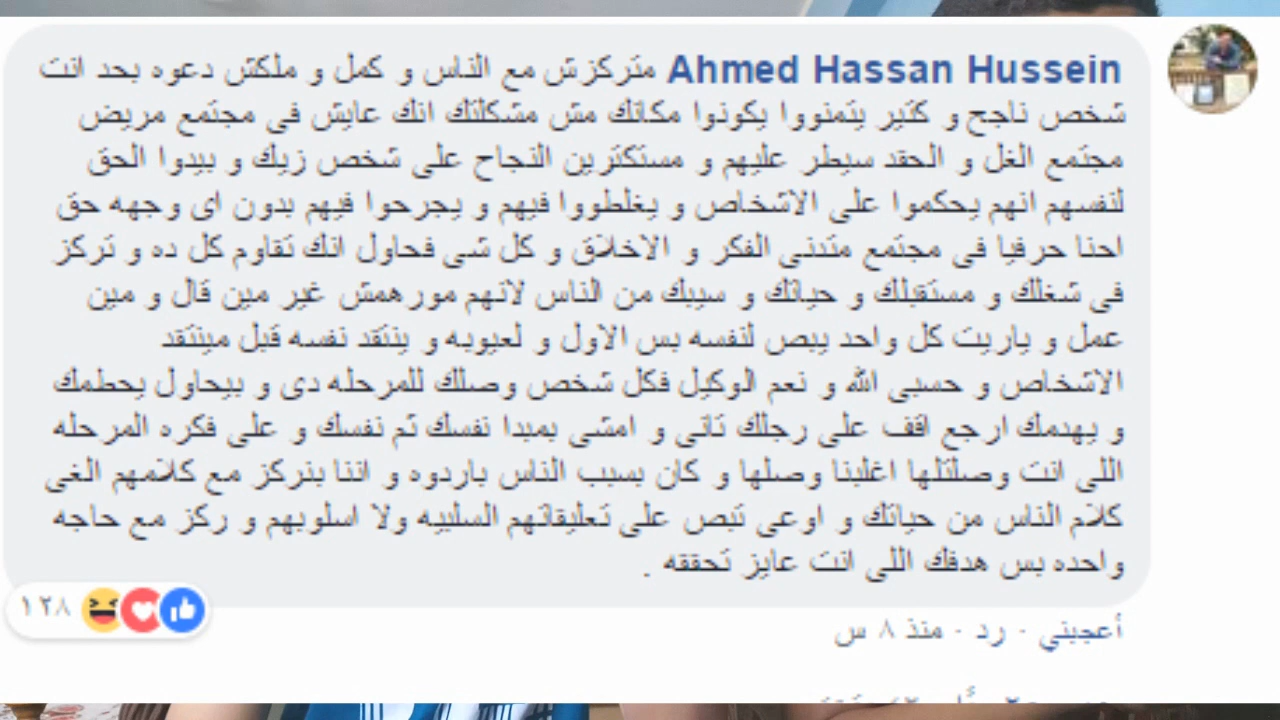 Ahmed Hassan Hussein متركزش مع الناس و كمل و ملكش دعوه بحد انت
شخص ناجح و كتير يتمنووا يكونوا مكانك مش مشكلتك انك عايش فى مجتمع مريض
مجتمع الغل و الحقد سيطر عليهم و مستكترين النجاح على شخص زيك و بيدوا الحق
لنفسهم انهم يحكموا على الاشخاص و يغلطووا فيهم و يجرحوا فيهم بدون اى وجهه حق
احنا حرفيا فى مجتمع متدنى الفكر و الاخلاق و كل شى فحاول انك تقاوم كل ده و تركز
فى شغلك و مستقبلك و حياتك و سيبك من الناس لانهم مورهمش غير مين قال و مين
عمل و ياريت كل واحد يبص لنفسه بس الاول و لعيوبه و ينتقد نفسه قبل مينتقد
الاشخاص و حسبى الله و نعم الوكيل فكل شخص وصلك للمرحله دى و بيحاول يحطمك
و يهدمك ارجع اقف على رجلك تانى و امشى بمبدا نفسك ثم نفسك و على فكره المرحله
اللى انت وصلتلها اغلبنا وصلها و كان بسبب الناس باردوه و اننا بنركز مع كلامهم الغى
كلام الناس من حياتك و اوعى تبص على تعليقاتهم السلبيه ولا اسلوبهم و ركز مع حاجه
واحده بس هدفك اللى انت عايز تحققه .
١٢٨
أعجبني · رد · منذ ٨ س